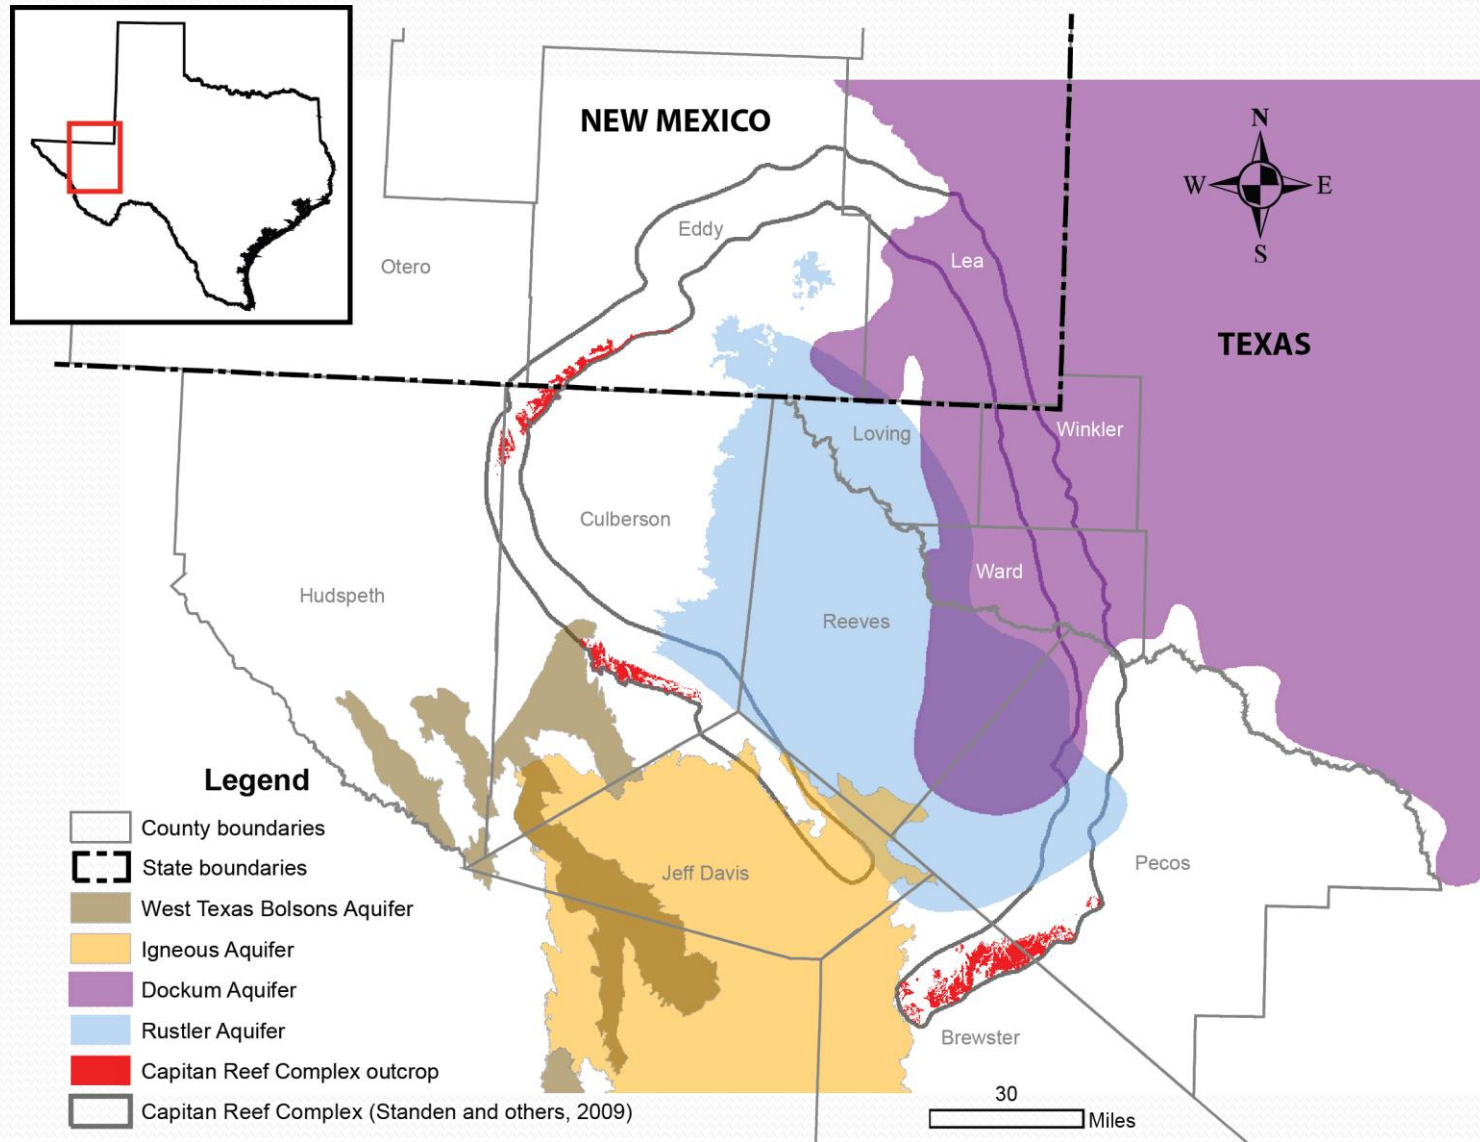 NEW MEXICO
N
W E
S
Eddy
Otero
Lea
TEXAS
Loving
Winkler
Culberson
Ward
Hudspeth
Reeves
Legend
County boundaries
State boundaries
West Texas Bolsons Aquifer
Igneous Aquifer
Dockum Aquifer
Rustler Aquifer
Capitan Reef Complex outcrop
Capitan Reef Complex (Standen and others, 2009)
Jeff Davis
Pecos
Brewster
30
Miles